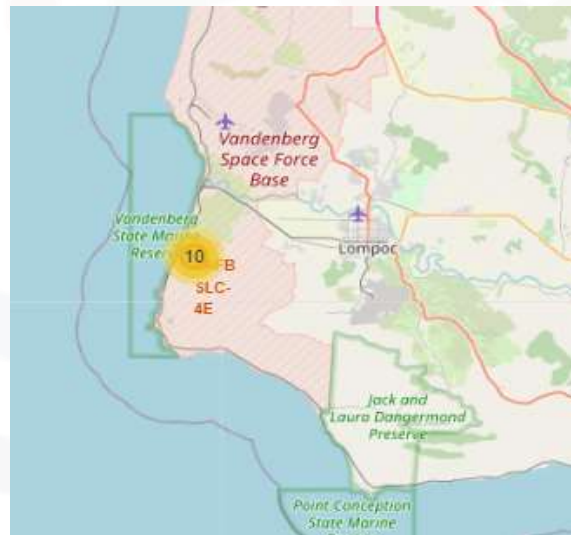 Vandenberg
Space Force
Base
Vandenberg
State Marine
10
FB
SLC-
4E
Lompoc
Jack and
Laura Dangermond
Preserve
Point Conception
State Marine